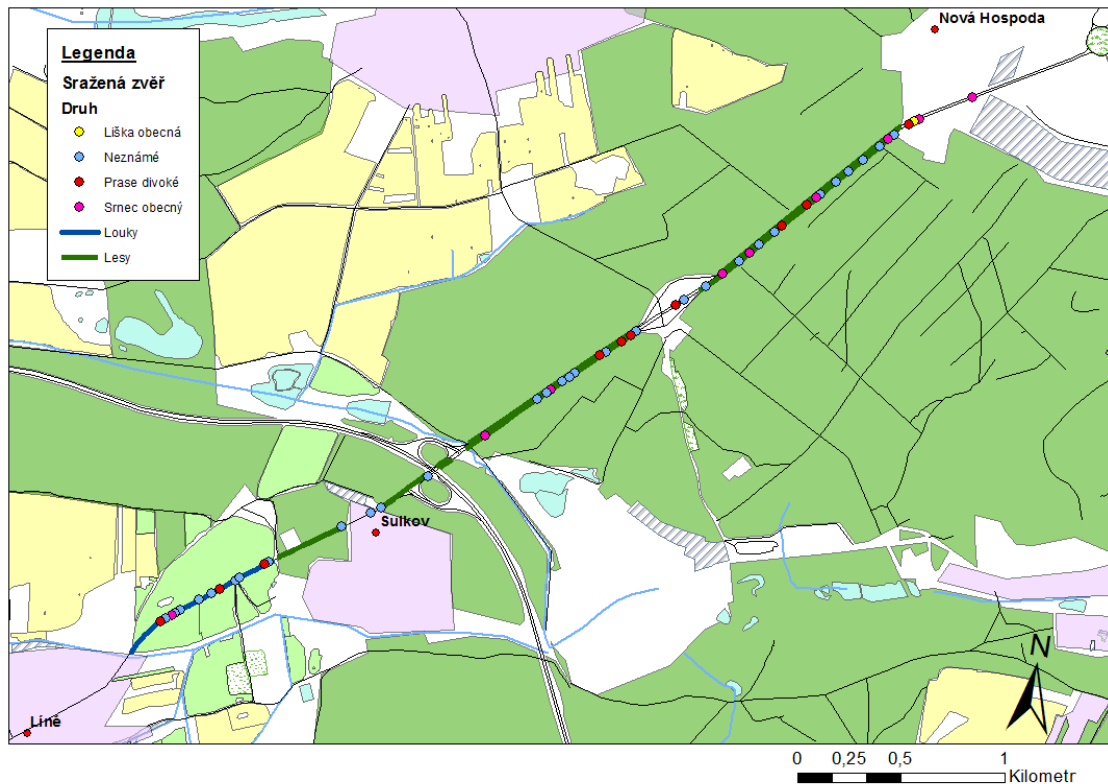 Nová Hospoda
Legenda
Sražená zvěř
Druh
Liška obecná
Neznámé
Prase divoké
Srnec obecný
Louky
Lesy
Sulkov
Líně
N
0 0,25 0,5 1
Kilometr